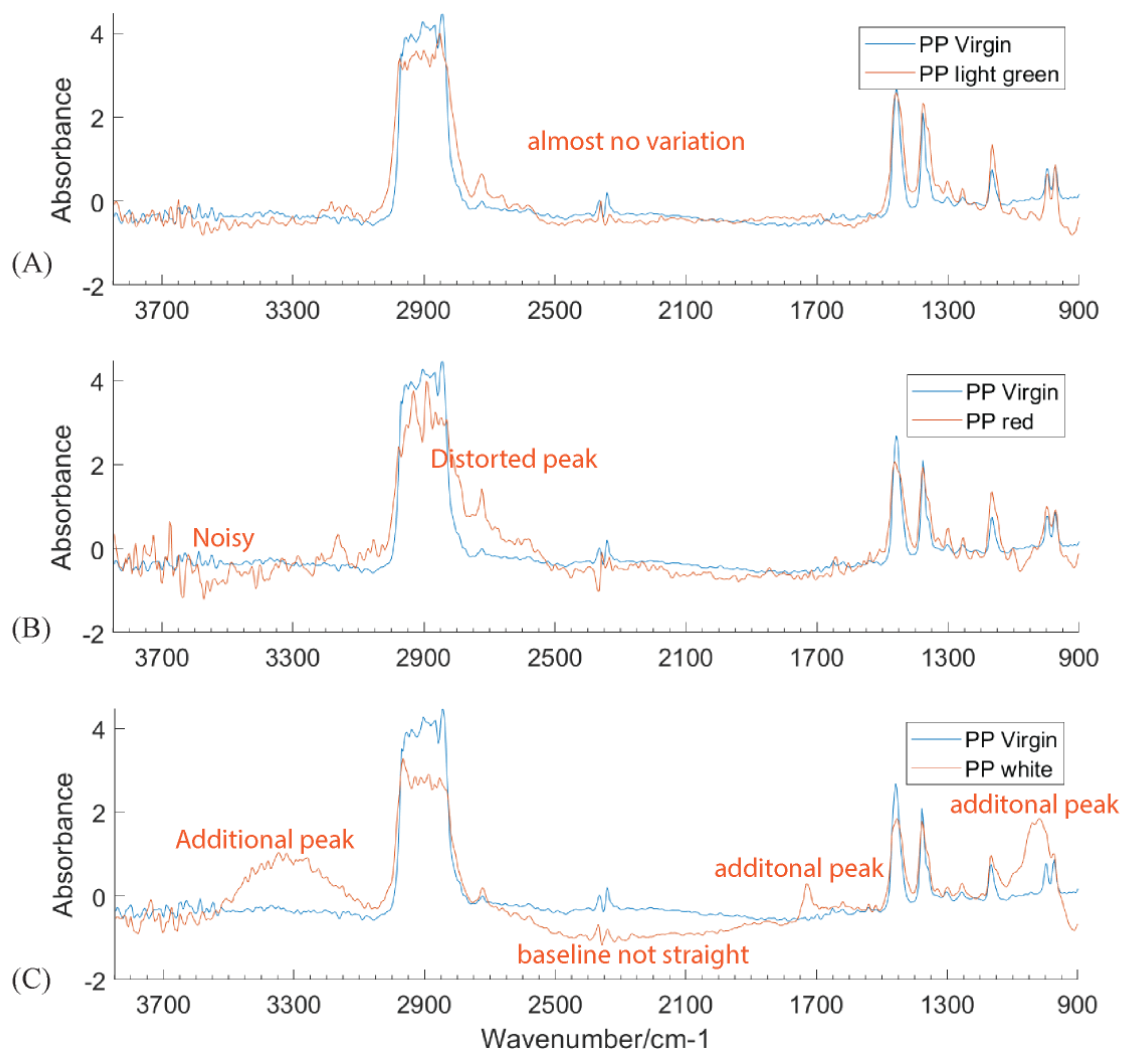 4
PP Virgin
PP light green
2
almost no variation
Absorbance
0
(A)
-2
3700 3300 2900 2500 2100 1700 1300 900
4
PP Virgin
PP red
2
Distorted peak
Absorbance
Noisy
0
(B)
-2
3700 3300 2900 2500 2100 1700 1300 900
4
PP Virgin
PP white
additonal peak
2
Additional peak
additonal peak
Absorbance
0
baseline not straight
(C)
-2
3700 3300 2900 2500 2100 1700 1300 900
Wavenumber/cm-1